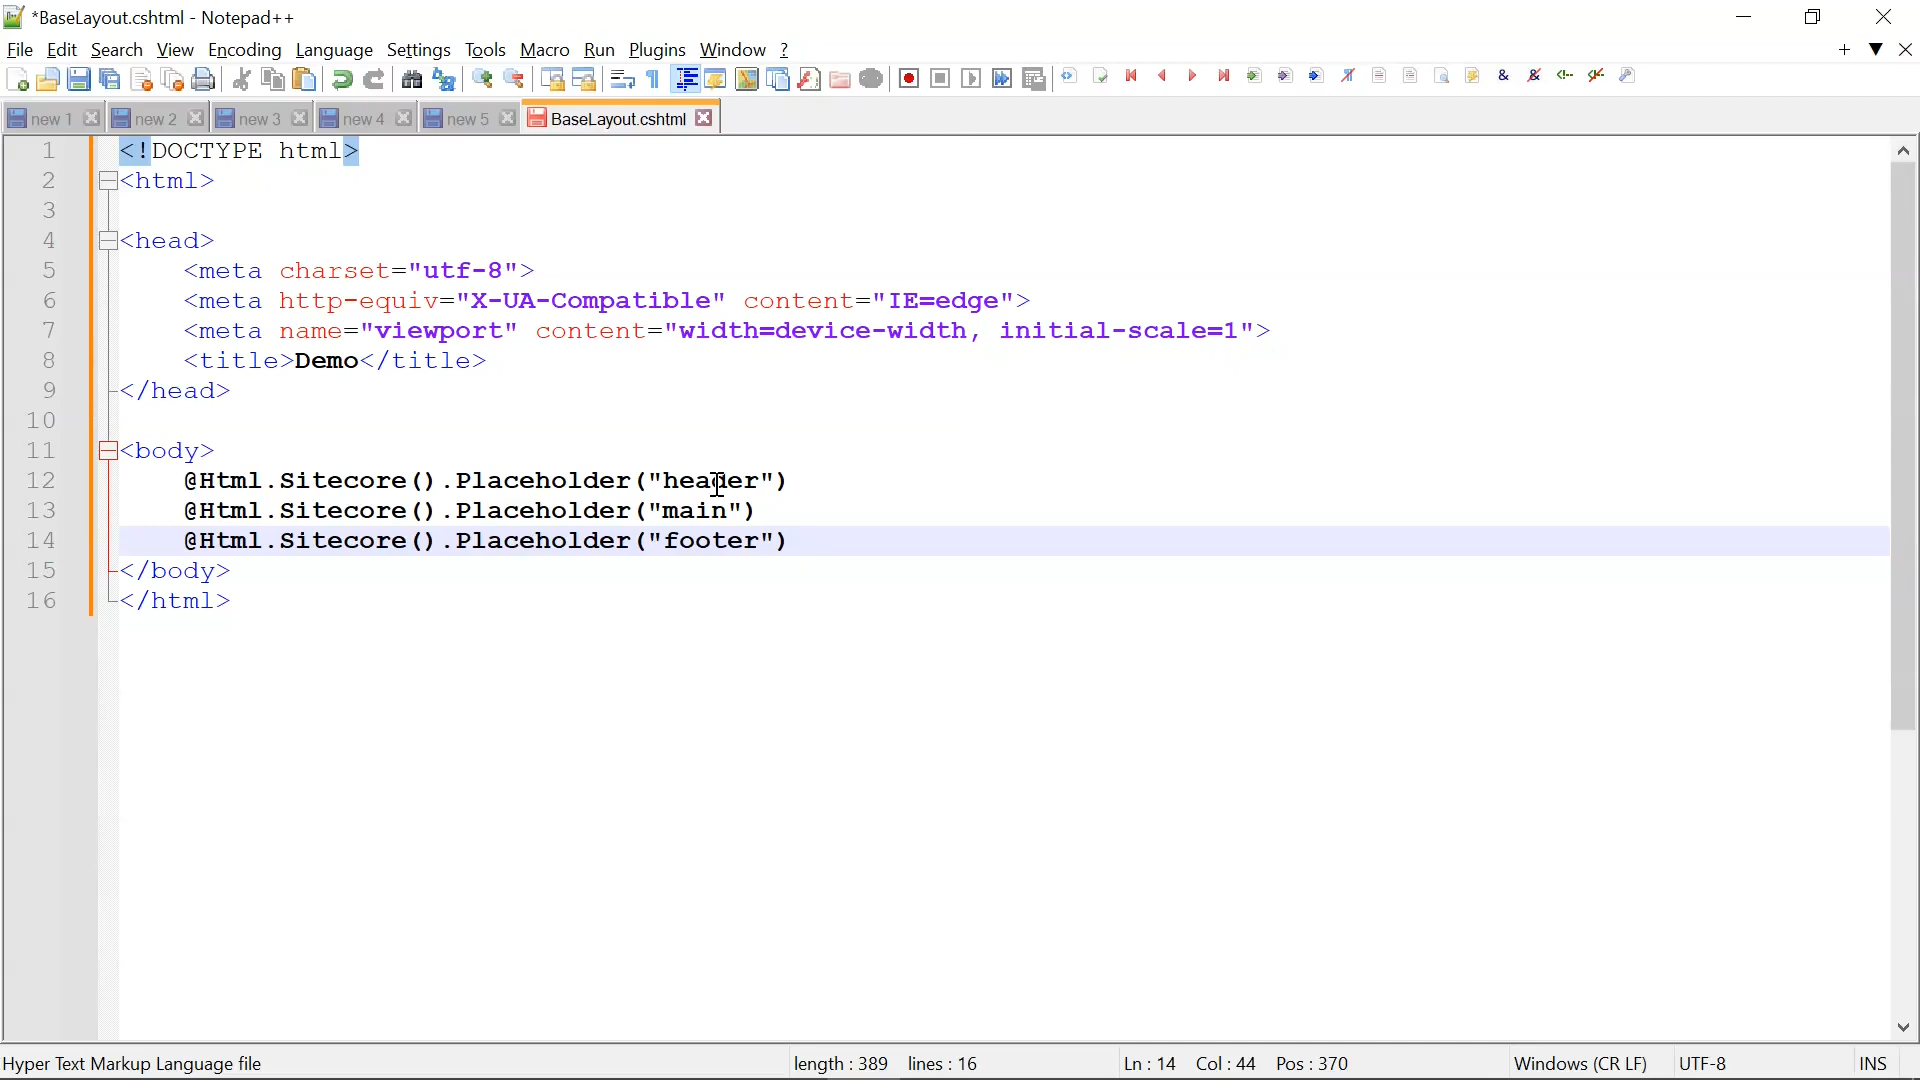 *BaseLayout.cshtml - Notepad++
File Edit Search View Encoding Language Settings Tools Macro Run Plugins Window ?
new 1 new 2 new 3 new 4 new 5 BaseLayout.cshtml
1 <!DOCTYPE html>
2 <html>
3
4 <head>
5 <meta charset="utf-8">
6 <meta http-equiv="X-UA-Compatible" content="IE=edge">
7 <meta name="viewport" content="width=device-width, initial-scale=1">
8 <title>Demo</title>
9 </head>
10
11 <body>
12 @Html.Sitecore().Placeholder("header")
13 @Html.Sitecore().Placeholder("main")
14 @Html.Sitecore().Placeholder("footer")
15 </body>
16 </html>
Hyper Text Markup Language file length : 389 lines : 16 Ln : 14 Col : 44 Pos : 370 Windows (CR LF) UTF-8 INS